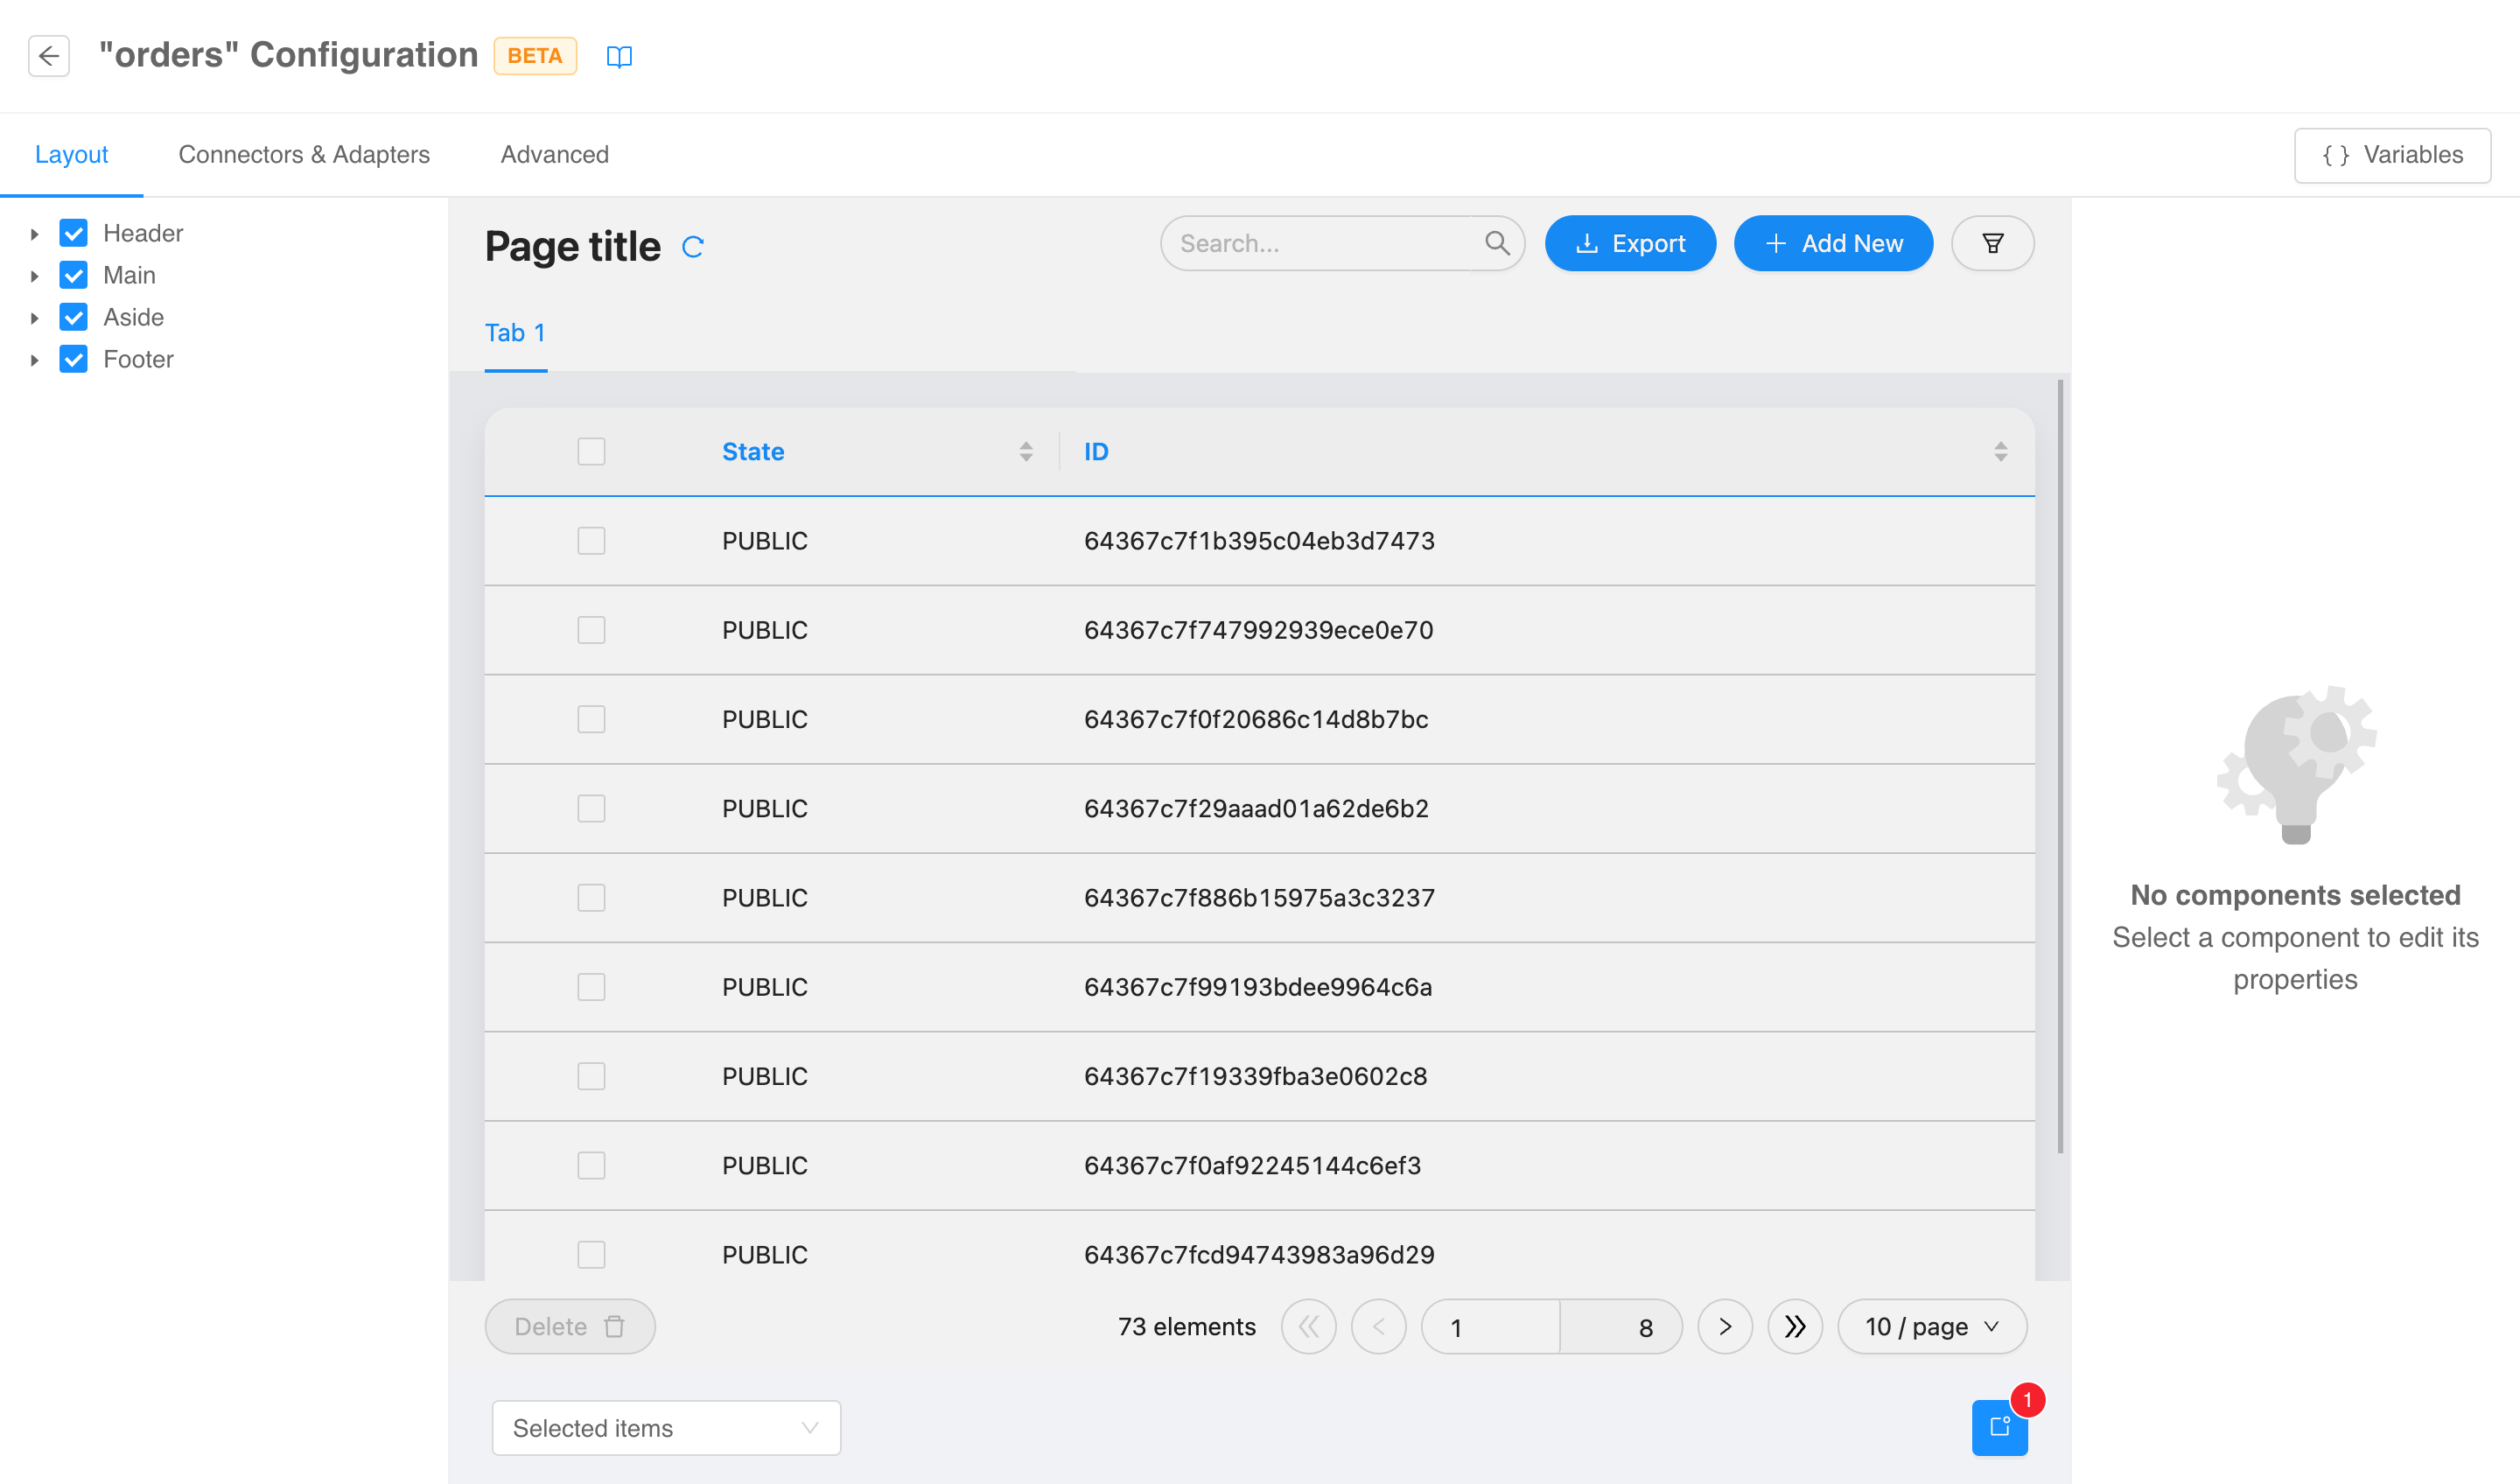 "orders" Configuration BETA
Layout Connectors & Adapters Advanced { } Variables
Header
Main
Aside
Footer
Page title Search... Export + Add New
Tab 1
State ID
PUBLIC 64367c7f1b395c04eb3d7473
PUBLIC 64367c7f747992939ece0e70
PUBLIC 64367c7f0f20686c14d8b7bc
PUBLIC 64367c7f29aaad01a62de6b2
PUBLIC 64367c7f886b15975a3c3237
PUBLIC 64367c7f99193bdee9964c6a
PUBLIC 64367c7f19339fba3e0602c8
PUBLIC 64367c7f0af92245144c6ef3
PUBLIC 64367c7fcd94743983a96d29
No components selected
Select a component to edit its
properties
Delete 73 elements 1 8 10 / page
Selected items 1